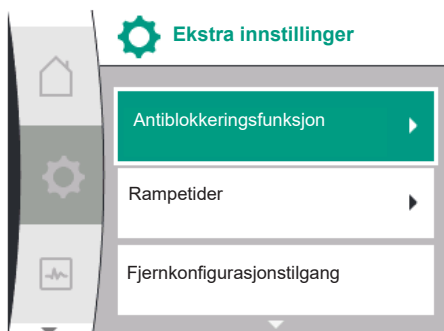 Ekstra innstillinger
Antiblokkeringsfunksjon
Rampetider
Fjernkonfigurasjonstilgang